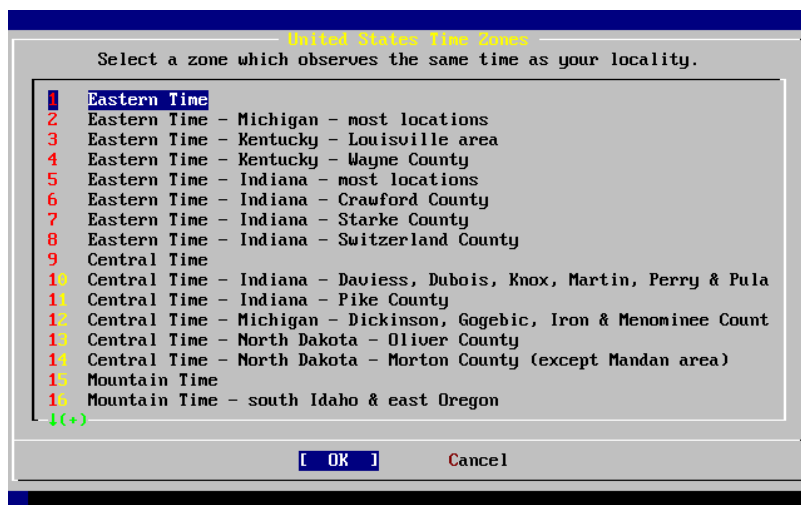 United States Time Zones
Select a zone which observes the same time as your locality.
1 Eastern Time
2 Eastern Time - Michigan - most locations
3 Eastern Time - Kentucky - Louisville area
4 Eastern Time - Kentucky - Wayne County
5 Eastern Time - Indiana - most locations
6 Eastern Time - Indiana - Crawford County
7 Eastern Time - Indiana - Starke County
8 Eastern Time - Indiana - Switzerland County
9 Central Time
10 Central Time - Indiana - Daviess, Dubois, Knox, Martin, Perry & Pula
11 Central Time - Indiana - Pike County
12 Central Time - Michigan - Dickinson, Gogebic, Iron & Menominee Count
13 Central Time - North Dakota - Oliver County
14 Central Time - North Dakota - Morton County (except Mandan area)
15 Mountain Time
16 Mountain Time - south Idaho & east Oregon
↓(+)
[ OK ] Cancel